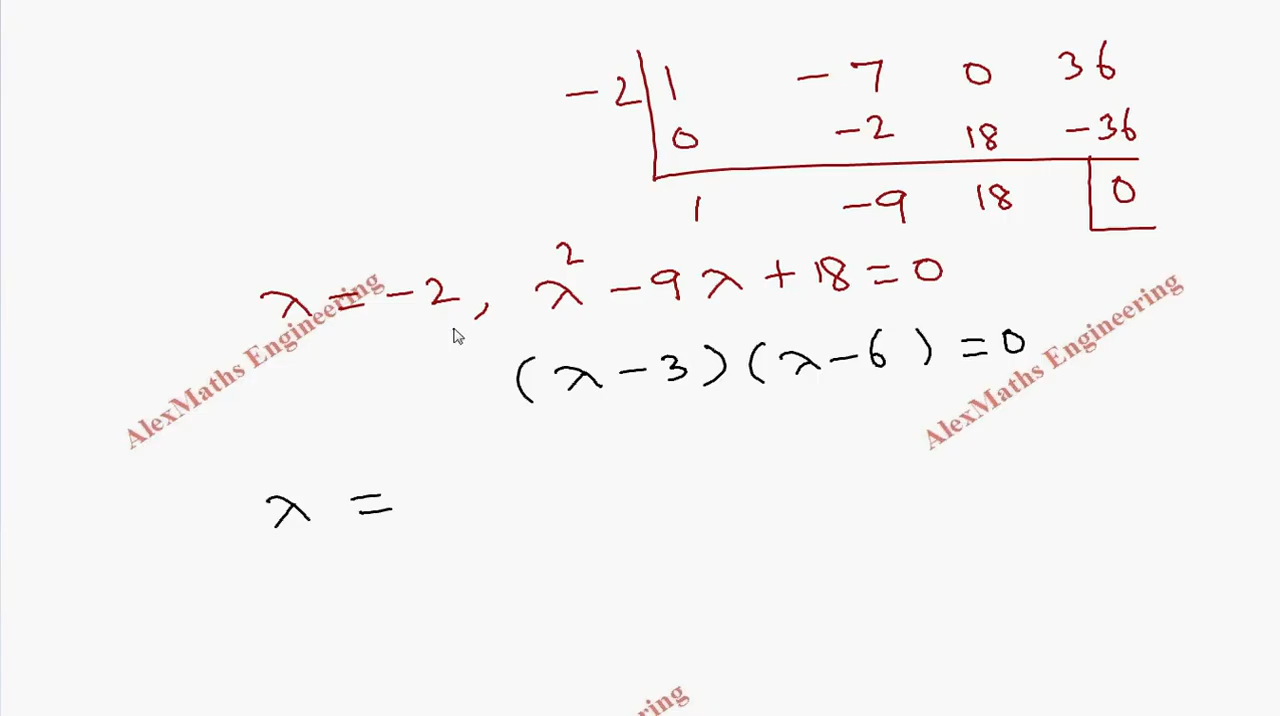 -2 | 1 -7 0 36
0 -2 18 -36
1 -9 18 0
λ = -2, λ² - 9λ + 18 = 0
(λ - 3)(λ - 6) = 0
λ =
AlexMaths Engineering
AlexMaths Engineering
ring